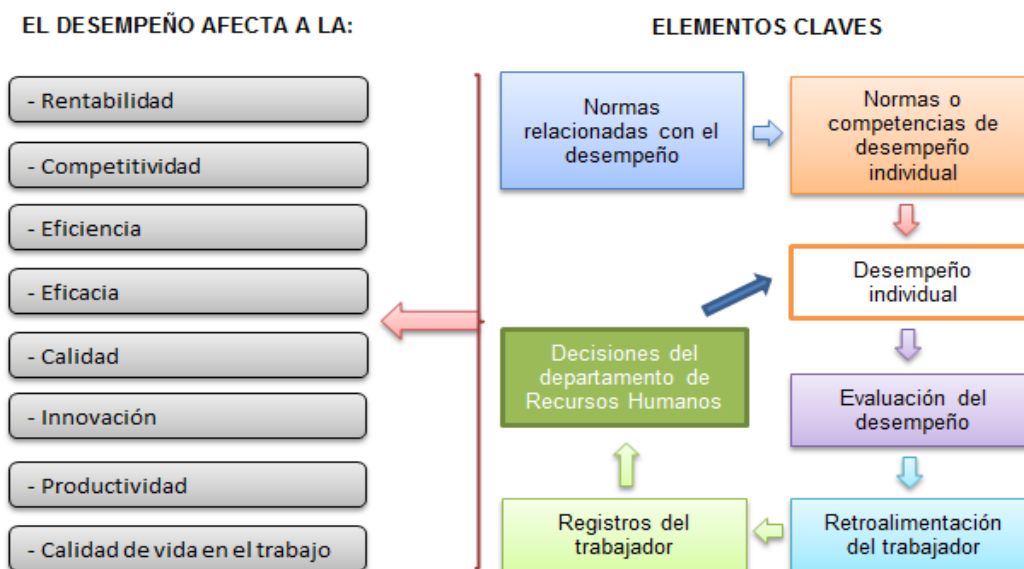 EL DESEMPEÑO AFECTA A LA:
- Rentabilidad
- Competitividad
- Eficiencia
- Eficacia
- Calidad
- Innovación
- Productividad
- Calidad de vida en el trabajo
ELEMENTOS CLAVES
Normas
relacionadas con el
desempeño
Normas o
competencias de
desempeño
individual
Desempeño
individual
Evaluación del
desempeño
Retroalimentación
del trabajador
Registros del
trabajador
Decisiones del
departamento de
Recursos Humanos